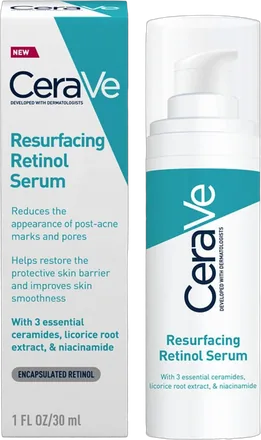 NEW
CeraVe
DEVELOPED WITH DERMATOLOGISTS
Resurfacing
Retinol
Serum
Reduces
the appearance
of post-acne
marks and pores
Helps restore the
protective skin barrier
and improves skin
smoothness
With 3 essential
ceramides, licorice root
extract, & niacinamide
ENCAPSULATED RETINOL
1 FL OZ/30 ml
CeraVe
DEVELOPED WITH DERMATOLOGISTS
Resurfacing
Retinol Serum
With 3 essential ceramides,
licorice root extract, & niacinamide